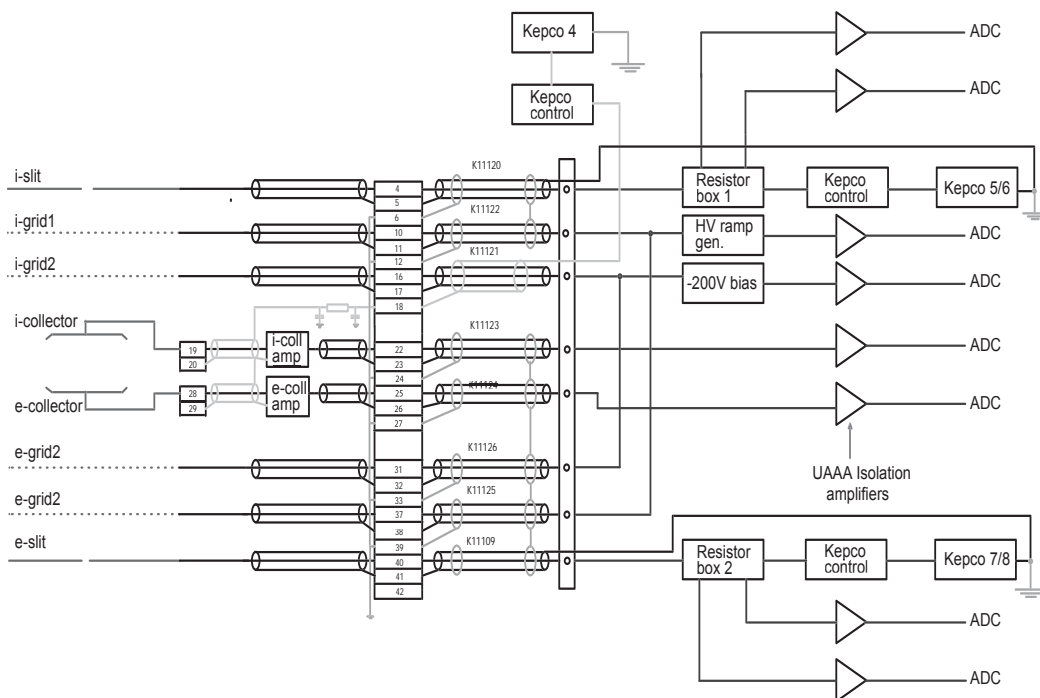 Kepco 4
ADC
ADC
Kepco
control
K11120
i-slit
4
5
Resistor
box 1
Kepco
control
Kepco 5/6
6
K11122
i-grid1
10
HV ramp
gen.
ADC
11
12
K11121
i-grid2
16
-200V bias
ADC
17
18
i-collector
K11123
19
20
i-coll
amp
22
23
ADC
24
K11124
28
29
e-coll
amp
25
26
27
e-collector
ADC
K11126
e-grid2
31
32
UAAA Isolation
amplifiers
33
K11125
e-grid2
37
38
39
K11109
e-slit
40
41
42
Resistor
box 2
Kepco
control
Kepco 7/8
ADC
ADC